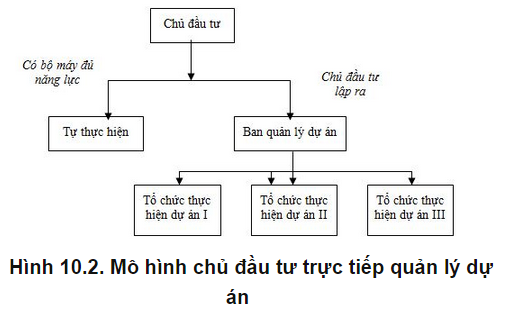 Chủ đầu tư
Có bộ máy đủ
năng lực
Chủ đầu tư
lập ra
Tự thực hiện
Ban quản lý dự án
Tổ chức thực
hiện dự án I
Tổ chức thực
hiện dự án II
Tổ chức thực
hiện dự án III
Hình 10.2. Mô hình chủ đầu tư trực tiếp quản lý dự
án